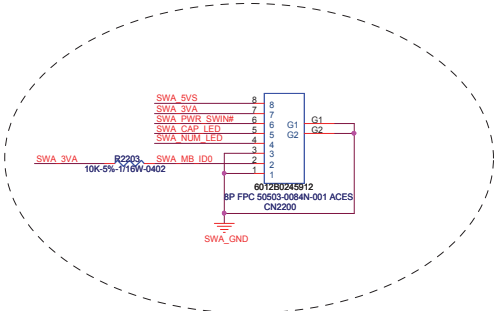 SWA_5VS 8 8
SWA_3VA 7 7
SWA_PWR_SWIN# 6 6 G1 G1
SWA_CAP_LED 5 5 G2 G2
SWA_NUM_LED 4 4
3 3
SWA_3VA R2203 SWA_MB_ID0 2 2
10K-5%-1/16W-0402 1 1
6012B0245912
8P FPC 50503-0084N-001 ACES
CN2200
SWA_GND